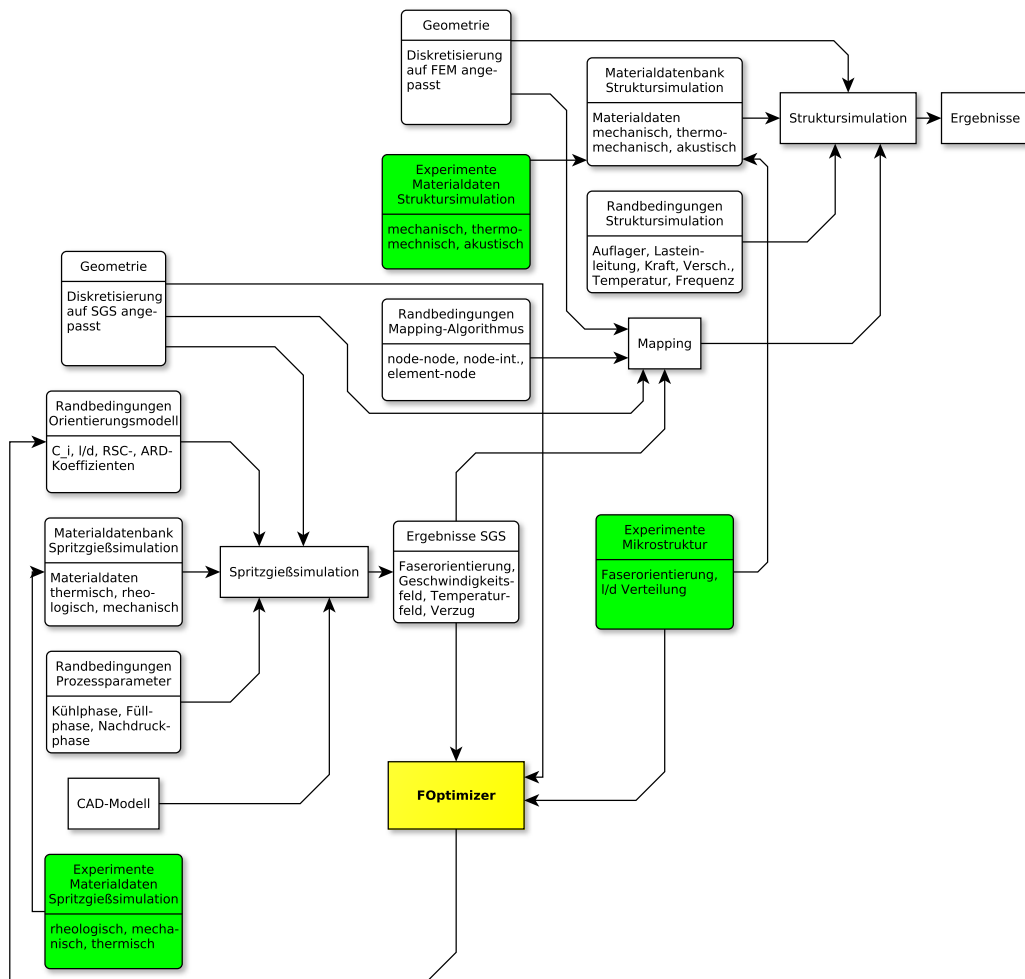 Geometrie
Diskretisierung
auf FEM ange-
passt
Materialdatenbank
Struktursimulation
Materialdaten
mechanisch, thermo-
mechanisch, akustisch
Struktursimulation
Ergebnisse
Experimente
Materialdaten
Struktursimulation
mechanisch, thermo-
mechnisch, akustisch
Randbedingungen
Struktursimulation
Auflager, Lastein-
leitung, Kraft, Versch.,
Temperatur, Frequenz
Geometrie
Diskretisierung
auf SGS ange-
passt
Randbedingungen
Mapping-Algorithmus
node-node, node-int.,
element-node
Mapping
Randbedingungen
Orientierungsmodell
C_i, l/d, RSC-, ARD-
Koeffizienten
Materialdatenbank
Spritzgießsimulation
Materialdaten
thermisch, rheo-
logisch, mechanisch
Spritzgießsimulation
Ergebnisse SGS
Faserorientierung,
Geschwindigkeits-
feld, Temperatur-
feld, Verzug
Experimente
Mikrostruktur
Faserorientierung,
l/d Verteilung
Randbedingungen
Prozessparameter
Kühlphase, Füll-
phase, Nachdruck-
phase
CAD-Modell
FOptimizer
Experimente
Materialdaten
Spritzgießsimulation
rheologisch, mecha-
nisch, thermisch